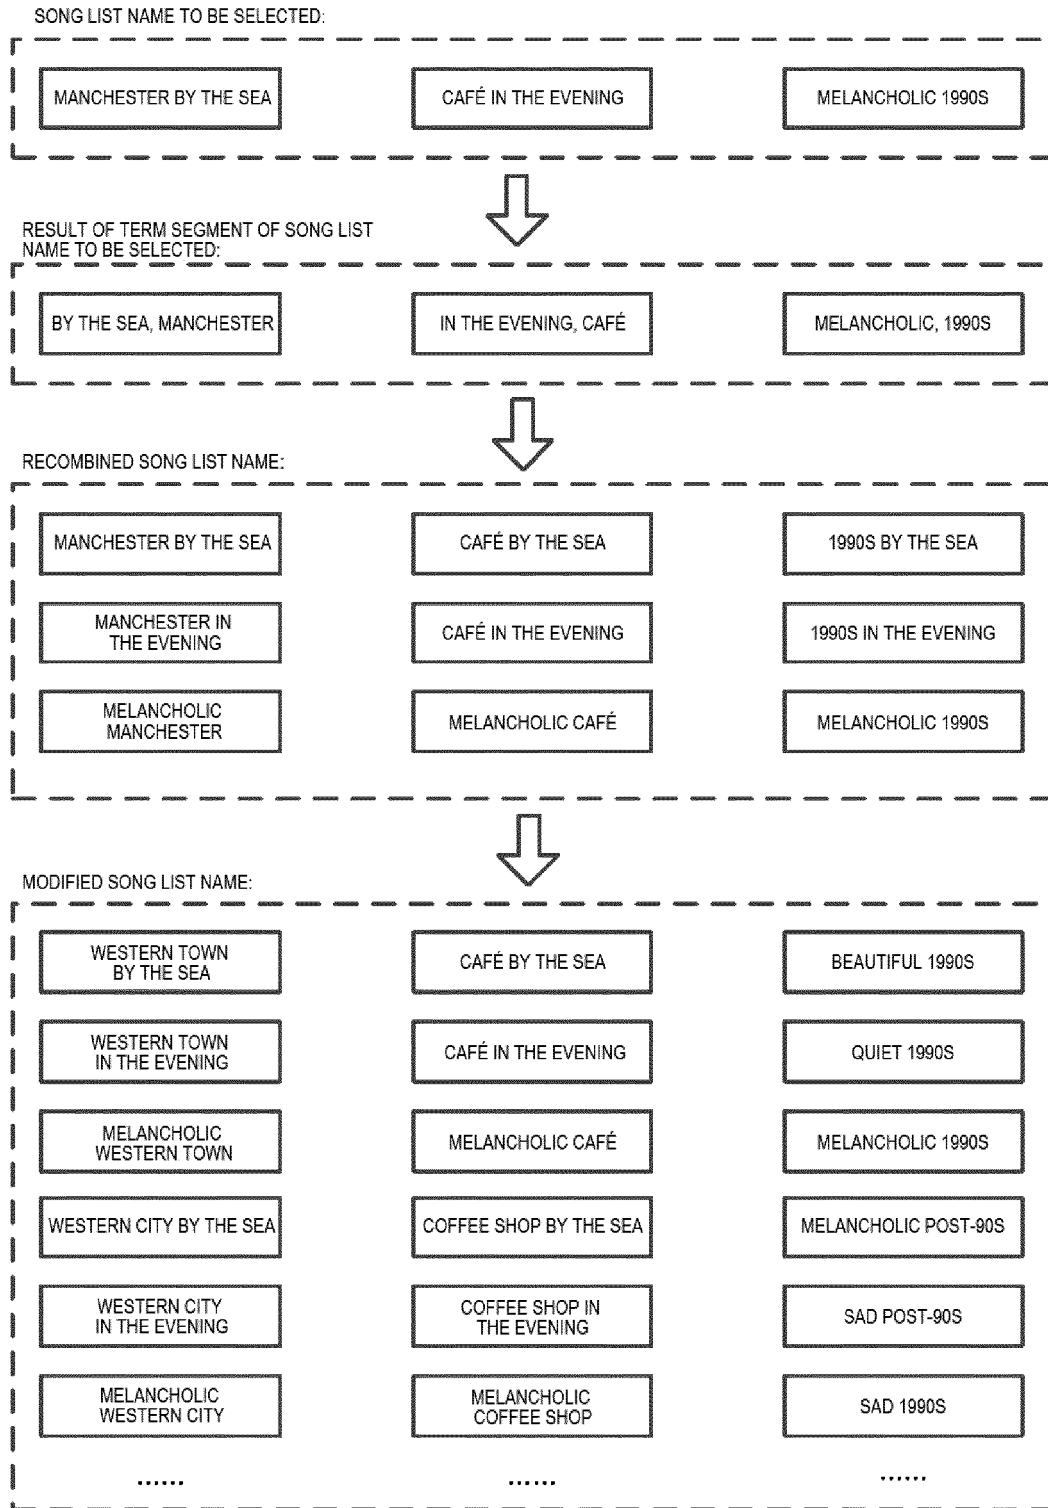 SONG LIST NAME TO BE SELECTED:
MANCHESTER BY THE SEA
CAFÉ IN THE EVENING
MELANCHOLIC 1990S
RESULT OF TERM SEGMENT OF SONG LIST
NAME TO BE SELECTED:
BY THE SEA, MANCHESTER
IN THE EVENING, CAFÉ
MELANCHOLIC, 1990S
RECOMBINED SONG LIST NAME:
MANCHESTER BY THE SEA
CAFÉ BY THE SEA
1990S BY THE SEA
MANCHESTER IN
THE EVENING
CAFÉ IN THE EVENING
1990S IN THE EVENING
MELANCHOLIC
MANCHESTER
MELANCHOLIC CAFÉ
MELANCHOLIC 1990S
MODIFIED SONG LIST NAME:
WESTERN TOWN
BY THE SEA
CAFÉ BY THE SEA
BEAUTIFUL 1990S
WESTERN TOWN
IN THE EVENING
CAFÉ IN THE EVENING
QUIET 1990S
MELANCHOLIC
WESTERN TOWN
MELANCHOLIC CAFÉ
MELANCHOLIC 1990S
WESTERN CITY BY THE SEA
COFFEE SHOP BY THE SEA
MELANCHOLIC POST-90S
WESTERN CITY
IN THE EVENING
COFFEE SHOP IN
THE EVENING
SAD POST-90S
MELANCHOLIC
WESTERN CITY
MELANCHOLIC
COFFEE SHOP
SAD 1990S
......
......
......